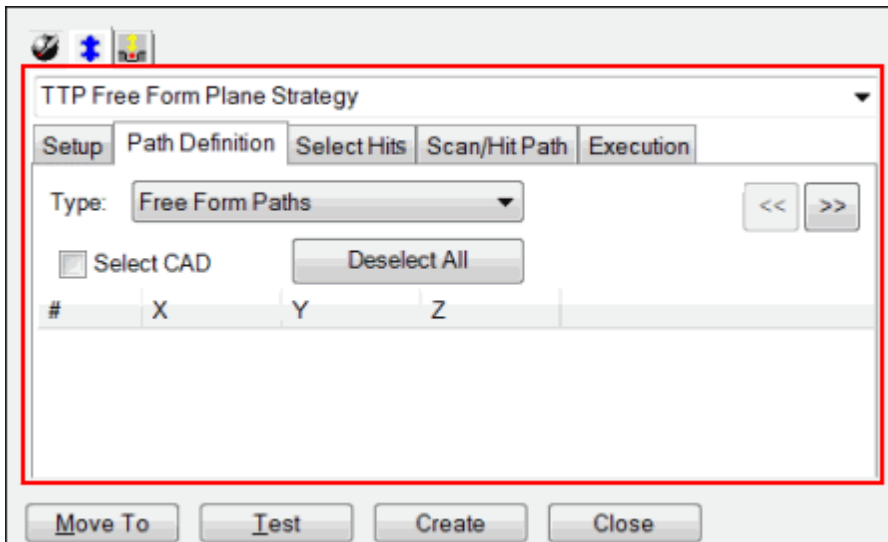 TTP Free Form Plane Strategy
Setup Path Definition Select Hits Scan/Hit Path Execution
Type: Free Form Paths << >>
Select CAD Deselect All
# X Y Z
Move To Test Create Close